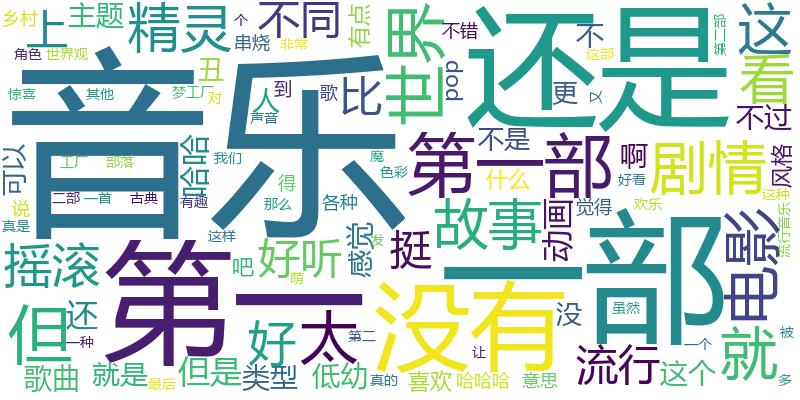 乡村
上
主题
精灵
不同
有点
世界
不错
个
还是
第二部
这
角色
世界观
丑
串烧
非常
不
这部
惊喜
其他
梦工厂
对
人
到
歌
比
pop
更
又
看
音乐
声音
不过
可以
哈哈
工厂
部落
我们
魔
色彩
第一部
不是
啊
剧情
风格
说
二部
一首
古典
有趣
得
那么
各种
什么
好看
这种
真是
这样
感觉
发
挺
故事
动画
觉得
欢乐
电影
流行音乐
种
摇滚
第一
吧
好听
萌
没有
一部
没
虽然
但
还
一种
好
太
第二
让
流行
一个
就
被
歌曲
就是
最后
但是
类型
低幼
真的
喜欢
哈哈哈
意思
这个
多